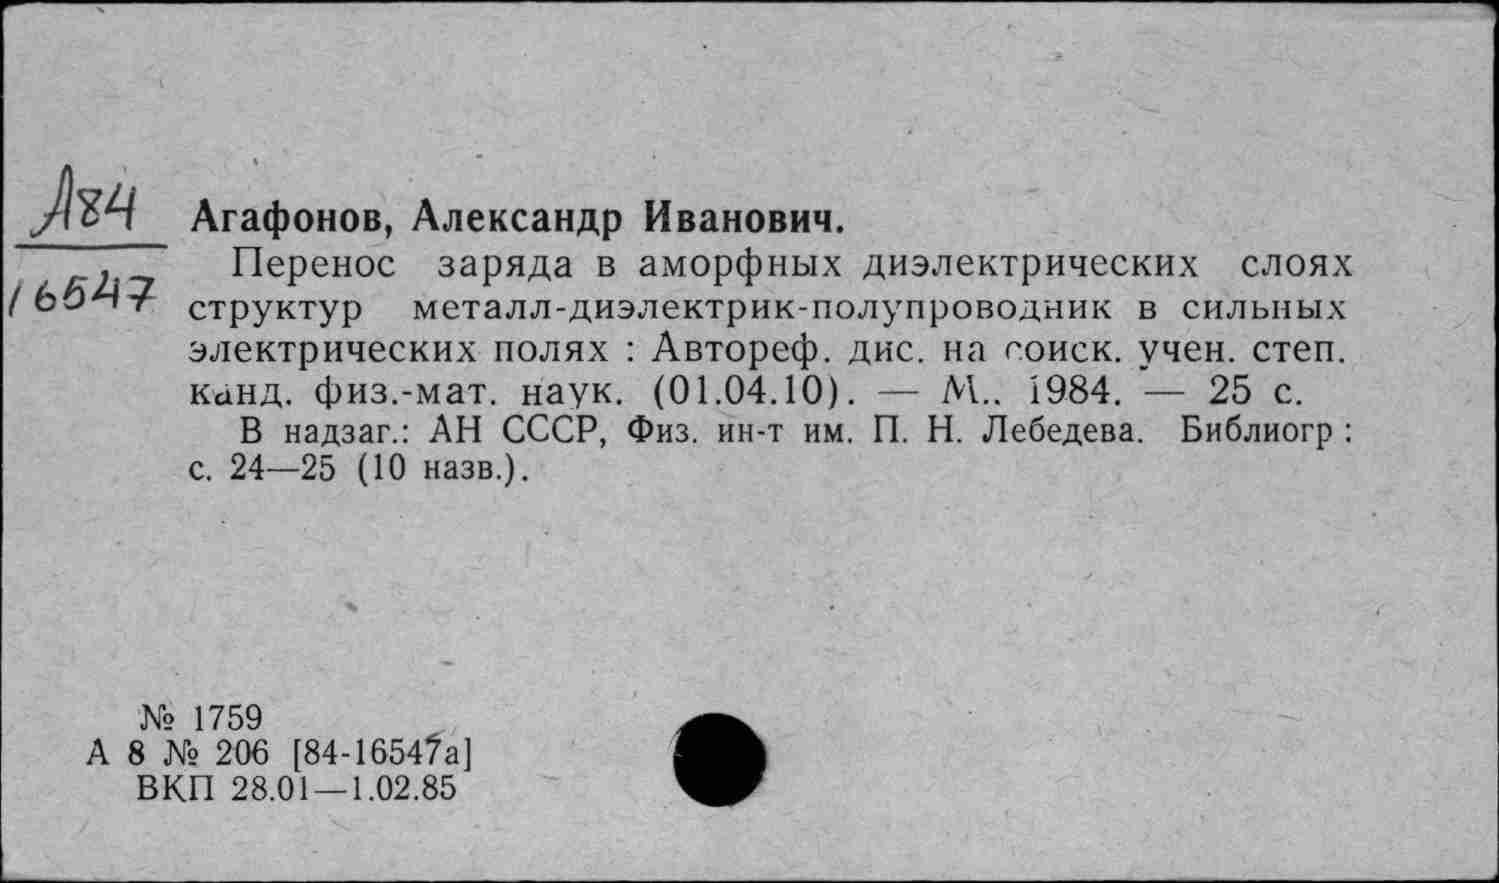 А84
16547
Агафонов, Александр Иванович.
Перенос заряда в аморфных диэлектрических слоях
структур металл-диэлектрик-полупроводник в сильных
электрических полях : Автореф. дис. на соиск. учен. степ.
канд. физ.-мат. наук. (01.04.10). — М.. 1984. — 25 с.
В надзаг.: АН СССР, Физ. ин-т им. П. Н. Лебедева. Библиогр :
с. 24—25 (10 назв.).
№ 1759
А 8 № 206 [84-16547а]
ВКП 28.01—1.02.85